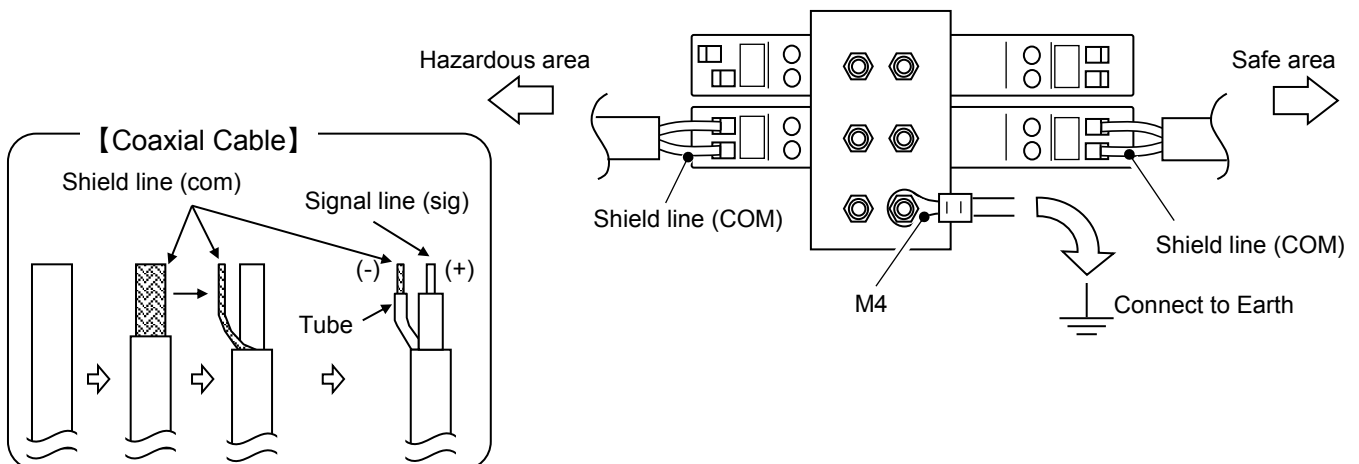 Hazardous area
Safe area
【Coaxial Cable】
Shield line (com)
Signal line (sig)
(-)
(+)
Tube
Shield line (COM)
M4
Shield line (COM)
Connect to Earth